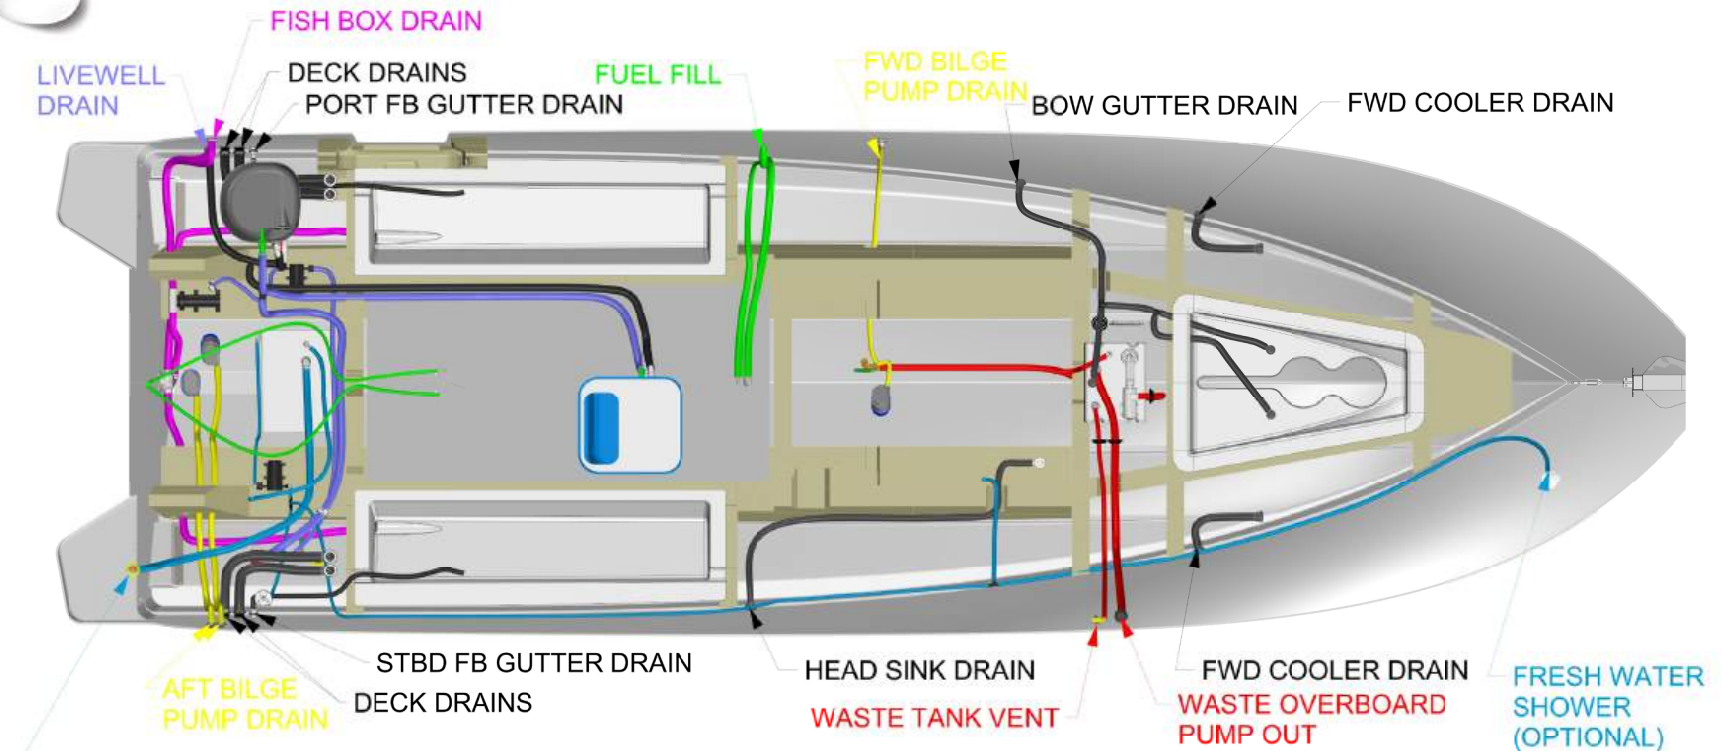 FISH BOX DRAIN
LIVEWELL
DRAIN
DECK DRAINS
PORT FB GUTTER DRAIN
FUEL FILL
FWD BILGE
PUMP DRAIN
BOW GUTTER DRAIN
FWD COOLER DRAIN
STBD FB GUTTER DRAIN
DECK DRAINS
AFT BILGE
PUMP DRAIN
HEAD SINK DRAIN
WASTE TANK VENT
FWD COOLER DRAIN
WASTE OVERBOARD
PUMP OUT
FRESH WATER
SHOWER
(OPTIONAL)